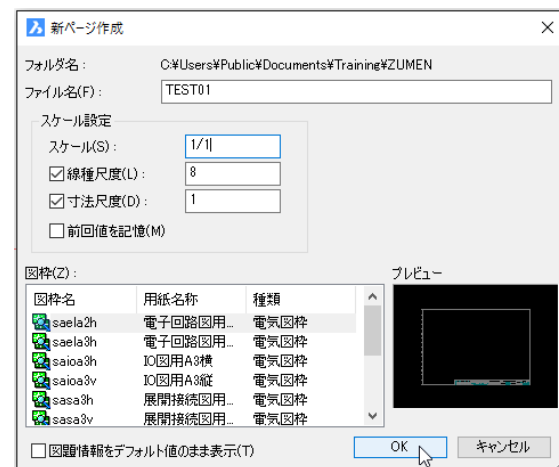 新ページ作成
フォルダ名： C:¥Users¥Public¥Documents¥Training¥ZUMEN
ファイル名(F)： TEST01
スケール設定
スケール(S)： 1/1
線種尺度(L)： 8
寸法尺度(D)： 1
前回値を記憶(M)
図枠(Z)： プレビュー
図枠名 用紙名称 種類
saela2h 電子回路図用... 電気図枠
saela3h 電子回路図用... 電気図枠
saioa3h IO図用A3横 電気図枠
saioa3v IO図用A3縦 電気図枠
sasa3h 展開接続図用... 電気図枠
sasa3v 展開接続図用... 電気図枠
図題情報をデフォルト値のまま表示(T) OK キャンセル